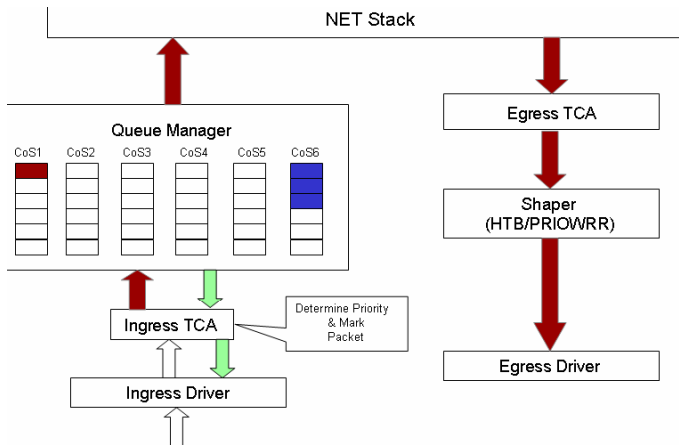 NET Stack
Queue Manager
CoS1 CoS2 CoS3 CoS4 CoS5 CoS6
Ingress TCA
Determine Priority
& Mark
Packet
Ingress Driver
Egress TCA
Shaper
(HTB/PRIOWRR)
Egress Driver